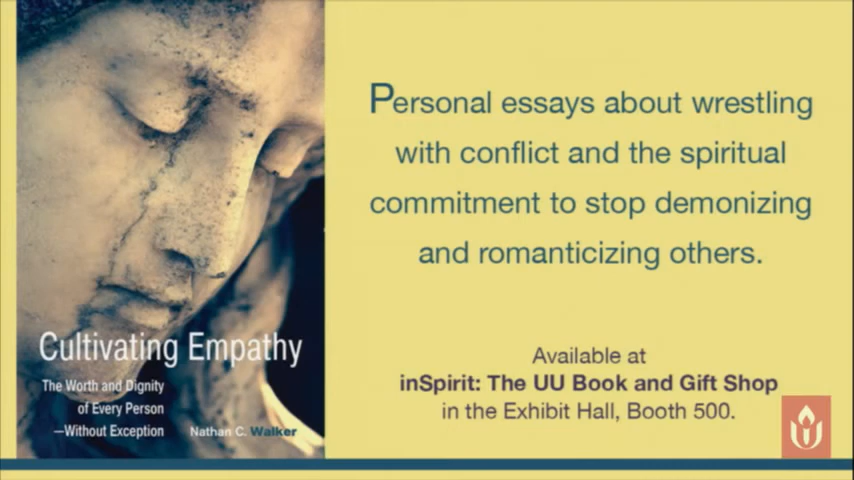 Personal essays about wrestling
with conflict and the spiritual
commitment to stop demonizing
and romanticizing others.
Cultivating Empathy
The Worth and Dignity
of Every Person
—Without Exception
Nathan C. Walker
Available at
inSpirit: The UU Book and Gift Shop
in the Exhibit Hall, Booth 500.